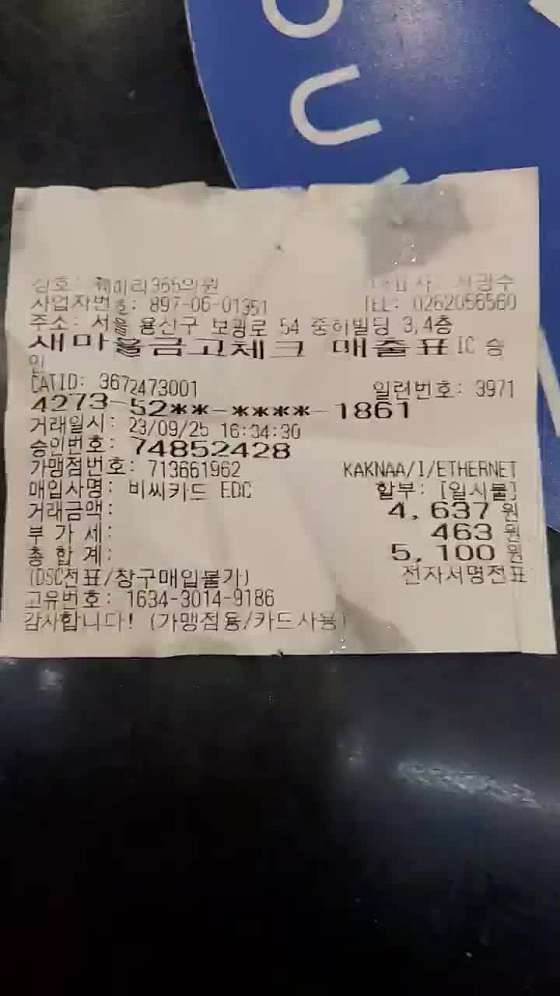 OU
상호: 훼미리365의원
사업자번호: 897-06-01351 TEL: 0262056560
주소: 서울 용산구 보광로 54 중하빌딩 3,4층
새마을금고체크 매출표 IC 승
인
CATID: 3672473001 일련번호: 3971
4273-52**-****-1861
거래일시: 23/09/25 16:34:30
승인번호: 74852428
가맹점번호: 713661962 KAKNAA/I/ETHERNET
매입사명: 비씨카드 EDC 할부: [일시불]
거래금액: 4,637 원
부 가 세: 463 원
총 합 계: 5,100 원
(DSC전표/창구매입불가) 전자서명전표
고유번호: 1634-3014-9186
감사합니다! (가맹점용/카드사용)